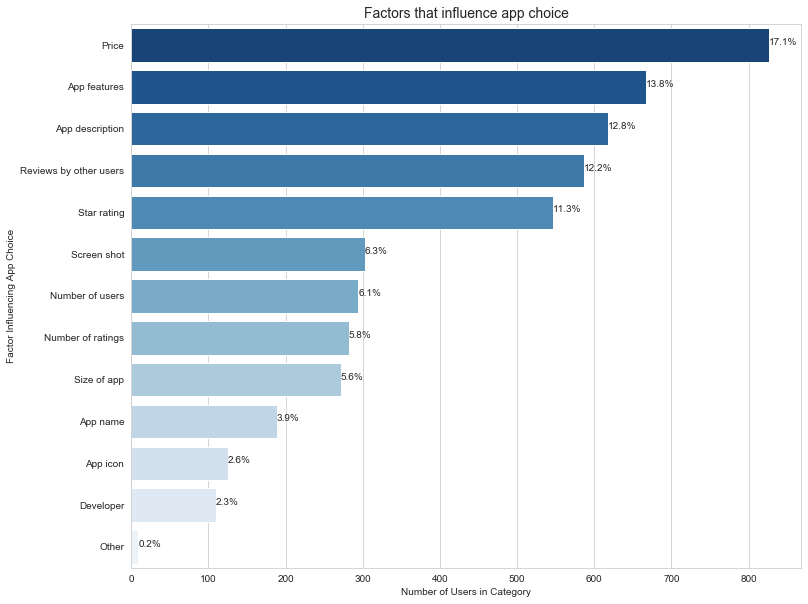 Factors that influence app choice
Price 17.1%
App features 13.8%
App description 12.8%
Reviews by other users 12.2%
Star rating 11.3%
Screen shot 6.3%
Number of users 6.1%
Number of ratings 5.8%
Size of app 5.6%
App name 3.9%
App icon 2.6%
Developer 2.3%
Other 0.2%
Factor Influencing App Choice
0 100 200 300 400 500 600 700 800
Number of Users in Category